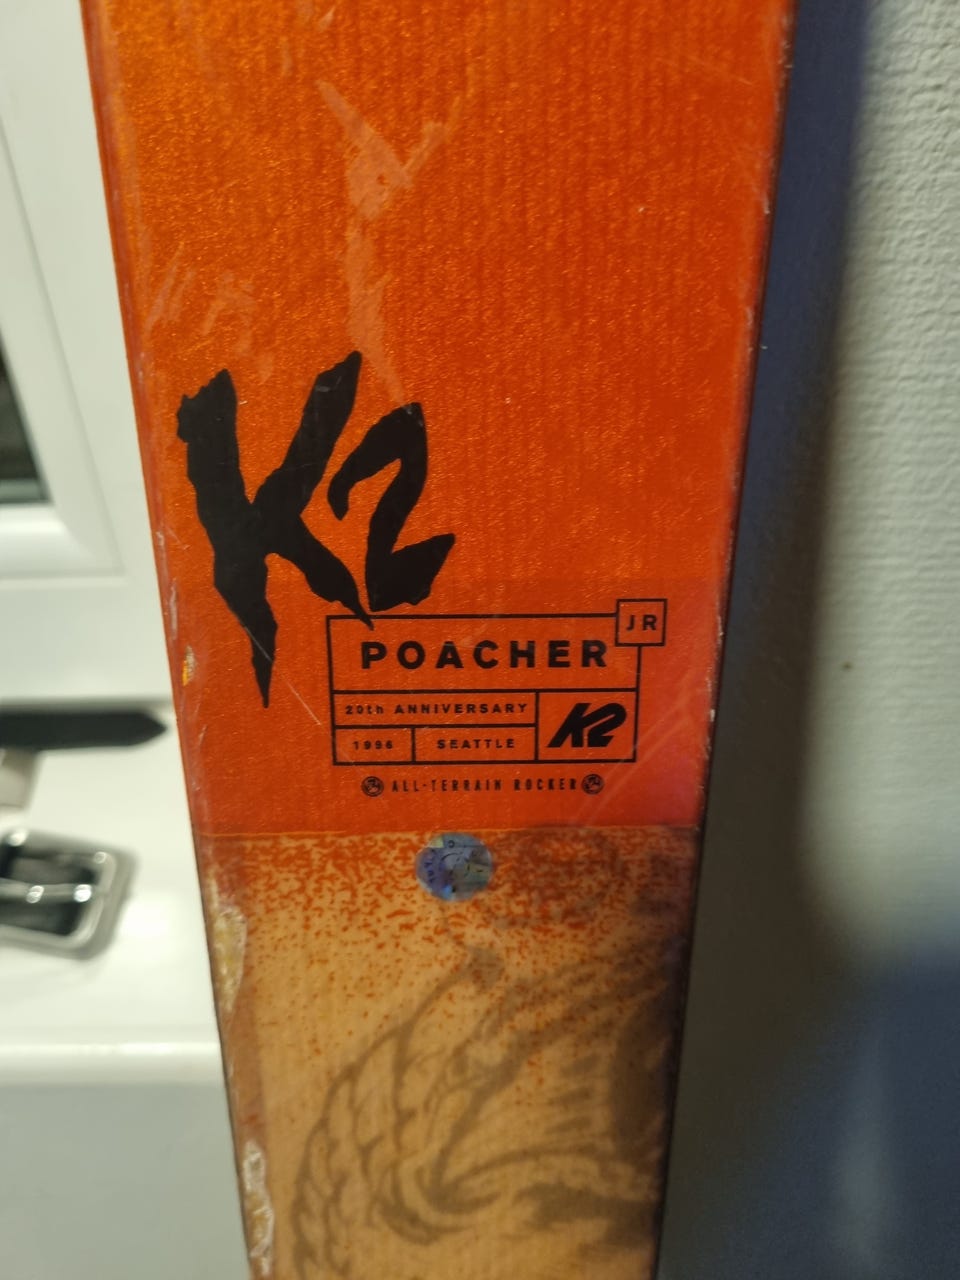 K2
JR
POACHER
20th ANNIVERSARY
K2
1996
SEATTLE
ALL-TERRAIN ROCKER